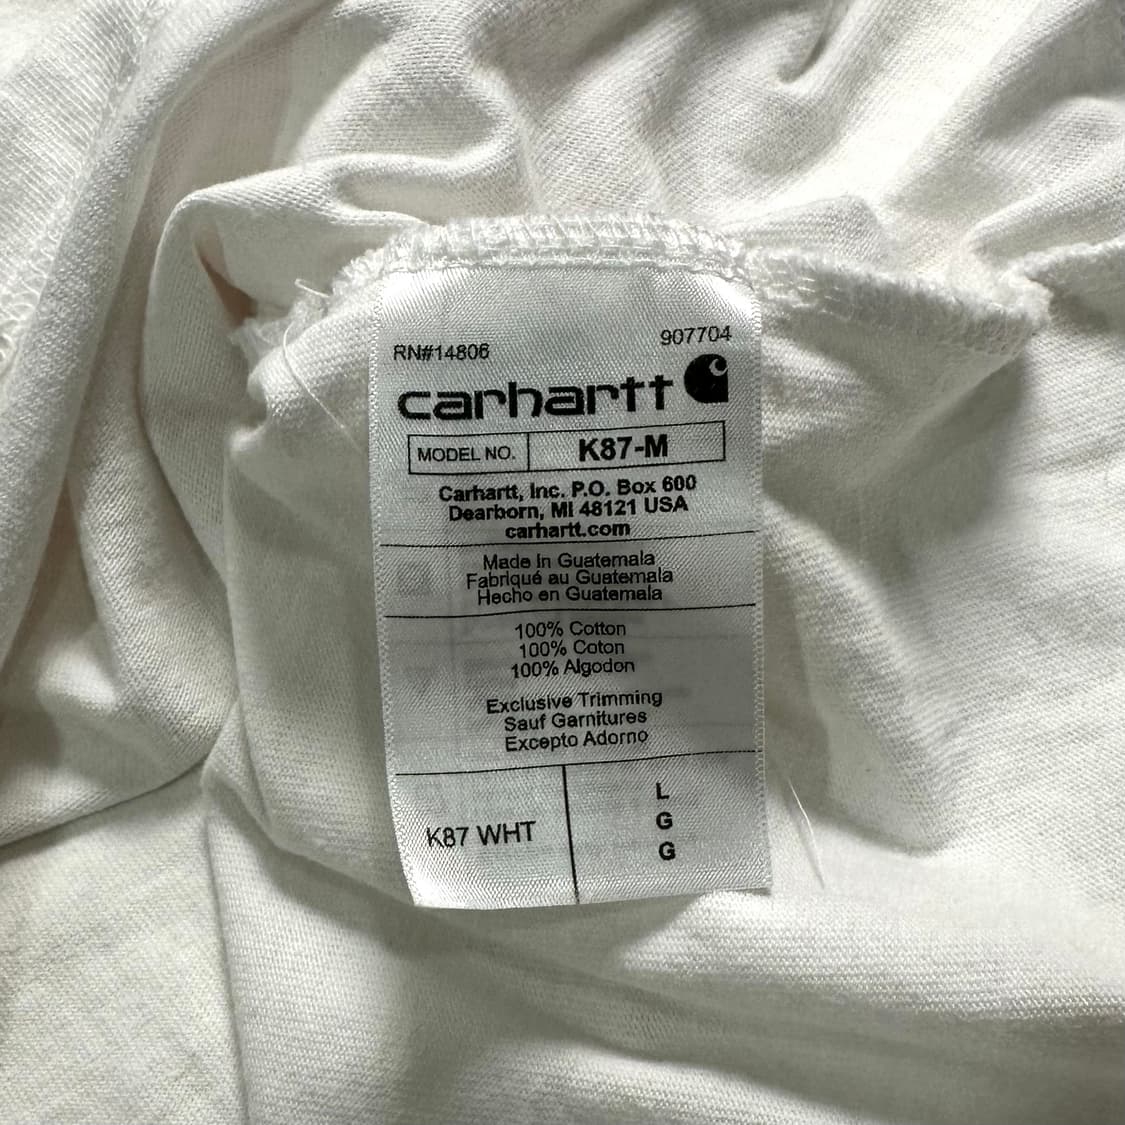 RN#14806 907704
carhartt
MODEL NO. K87-M
Carhartt, Inc. P.O. Box 600
Dearborn, MI 48121 USA
carhartt.com
Made in Guatemala
Fabriqué au Guatemala
Hecho en Guatemala
100% Cotton
100% Coton
100% Algodon
Exclusive Trimming
Sauf Garnitures
Excepto Adorno
K87 WHT
L
G
G